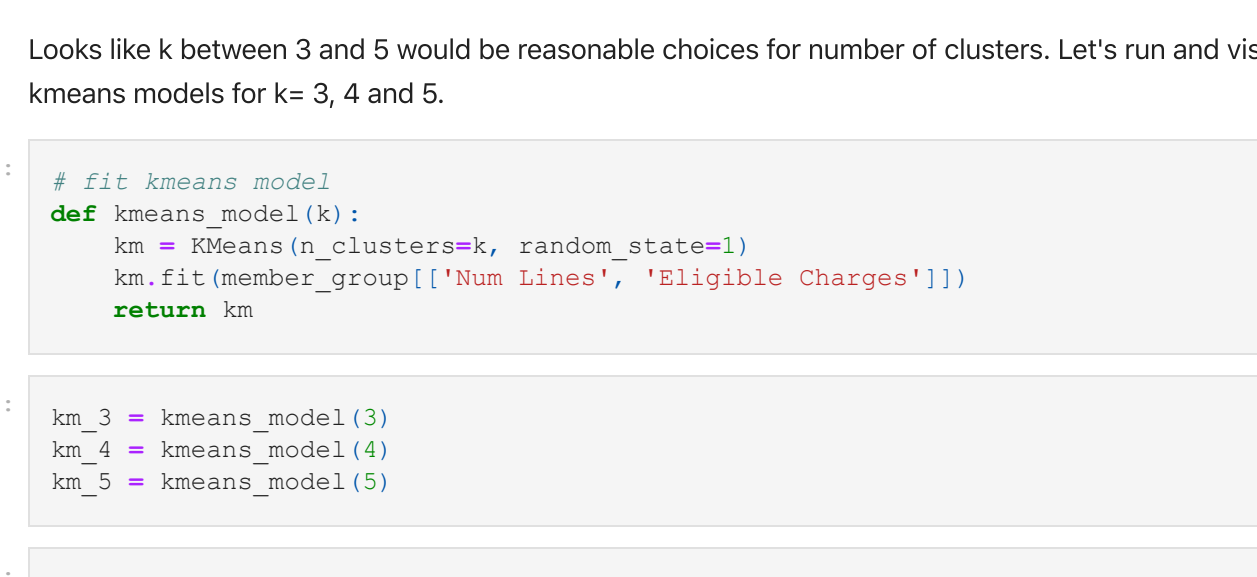 Looks like k between 3 and 5 would be reasonable choices for number of clusters. Let's run and
kmeans models for k= 3, 4 and 5.
:
# fit kmeans model
def kmeans_model(k):
    km = KMeans(n_clusters=k, random_state=1)
    km.fit(member_group[['Num Lines', 'Eligible Charges']])
    return km
:
km_3 = kmeans_model(3)
km_4 = kmeans_model(4)
km_5 = kmeans_model(5)
: